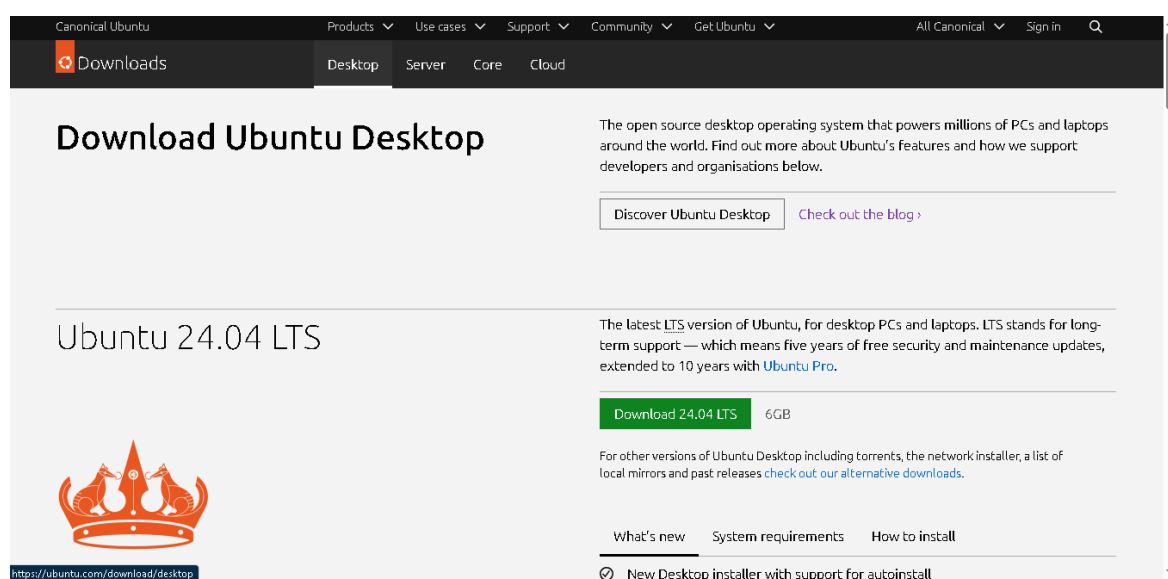 Canonical Ubuntu Products Use cases Support Community Get Ubuntu All Canonical Sign in
Downloads Desktop Server Core Cloud
Download Ubuntu Desktop
The open source desktop operating system that powers millions of PCs and laptops
around the world. Find out more about Ubuntu's features and how we support
developers and organisations below.
Discover Ubuntu Desktop Check out the blog ›
Ubuntu 24.04 LTS
The latest LTS version of Ubuntu, for desktop PCs and laptops. LTS stands for long-
term support — which means five years of free security and maintenance updates,
extended to 10 years with Ubuntu Pro.
Download 24.04 LTS 6GB
For other versions of Ubuntu Desktop including torrents, the network installer, a list of
local mirrors and past releases check out our alternative downloads.
What's new System requirements How to install
New Desktop installer with support for autoinstall
https://ubuntu.com/download/desktop